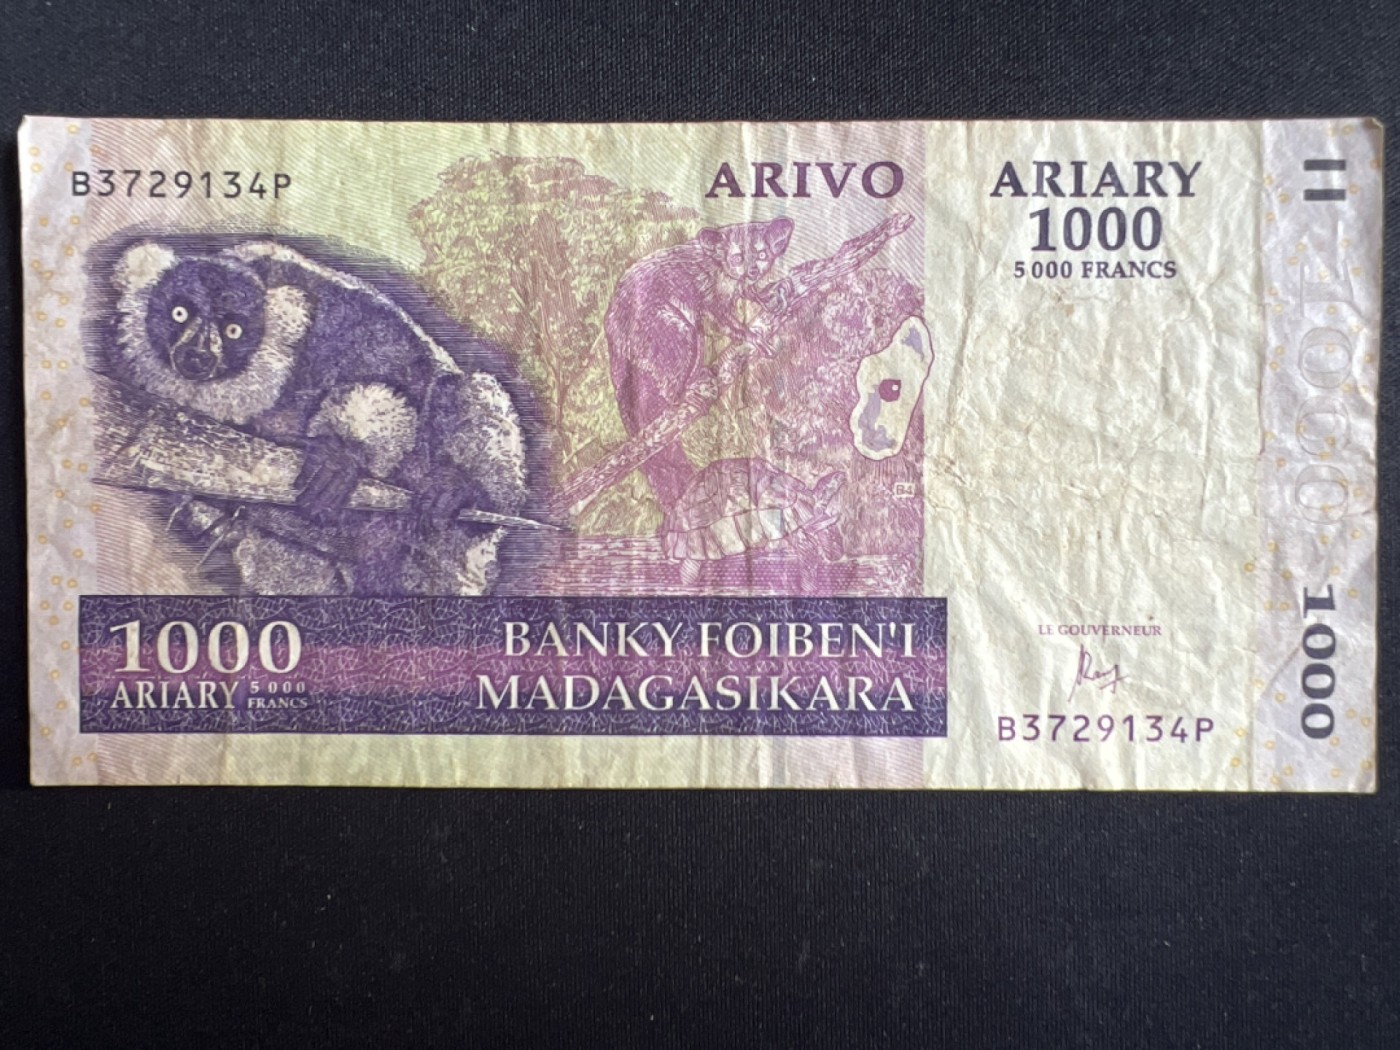 B3729134P
ARIVO
ARIARY
1000
5 000 FRANCS
1000
1000
ARIARY 5 000
FRANCS
BANKY FOIBEN'I
MADAGASIKARA
LE GOUVERNEUR
B3729134P
1000